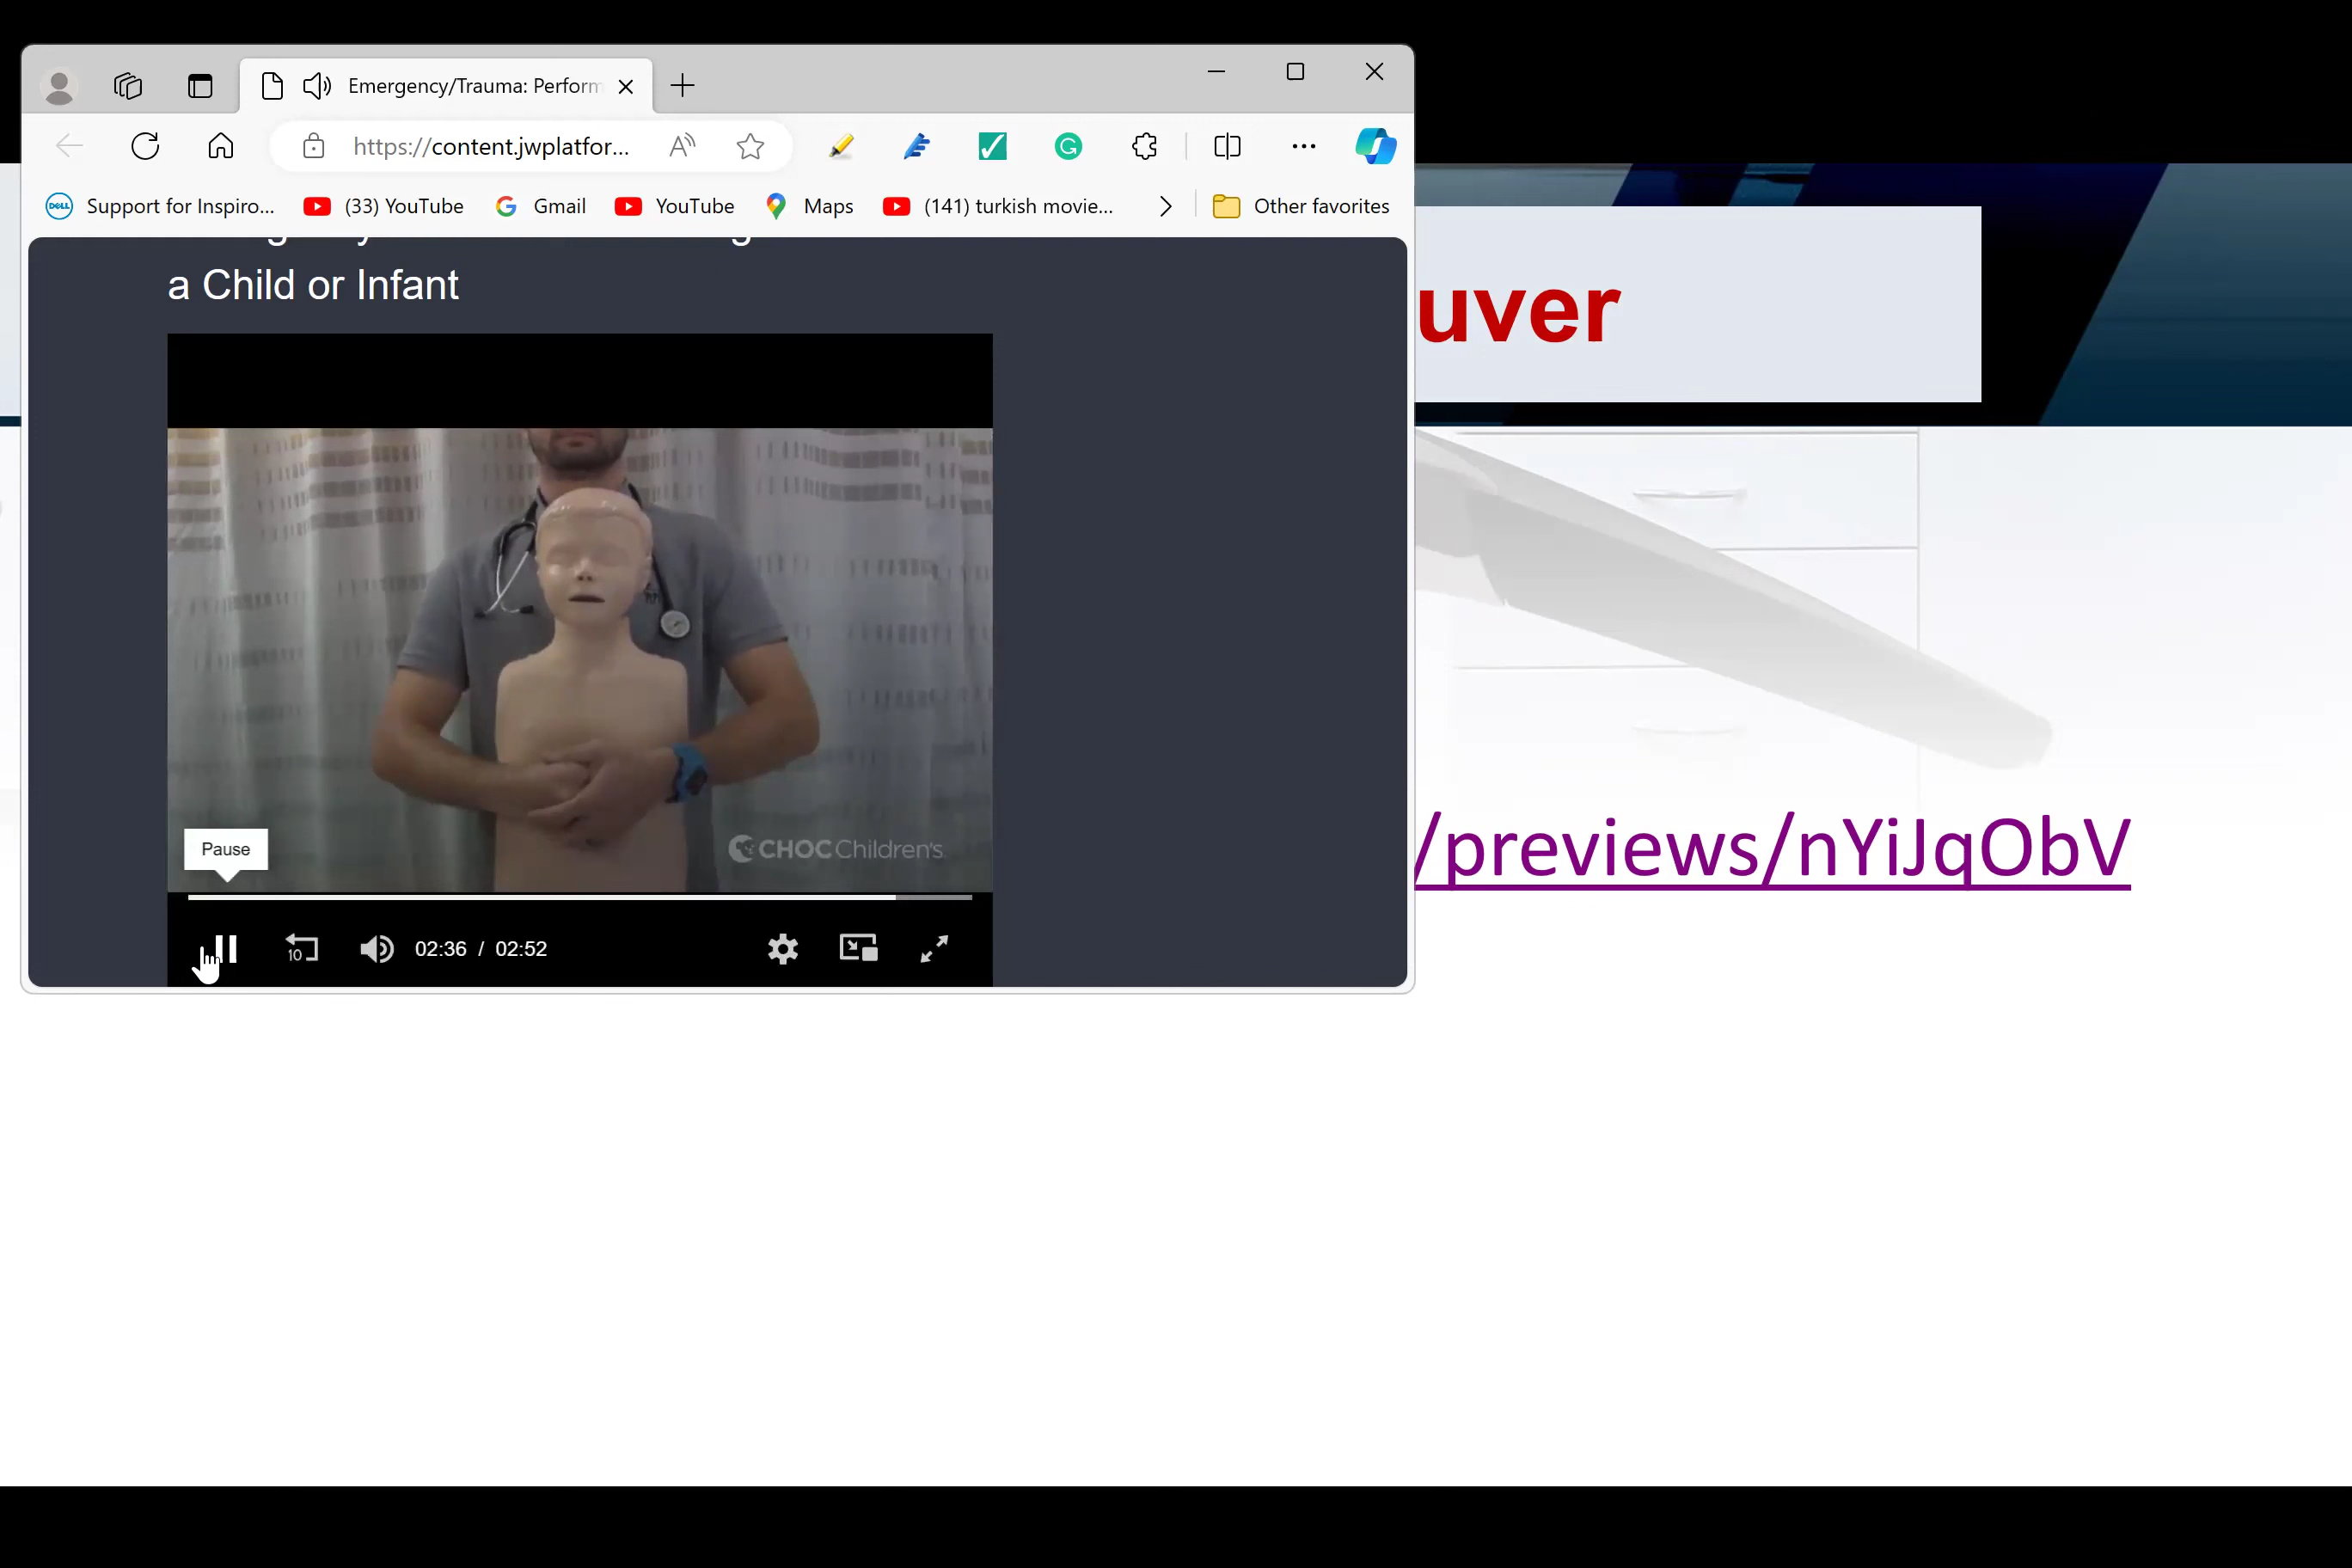 Emergency/Trauma: Perform
https://content.jwplatfor...
DELL
Support for Inspiro...
(33) YouTube
Gmail
YouTube
Maps
(141) turkish movie...
Other favorites
a Child or Infant
uver
CHOC Children's
Pause
/previews/nYiJqObV
10
02:36 / 02:52